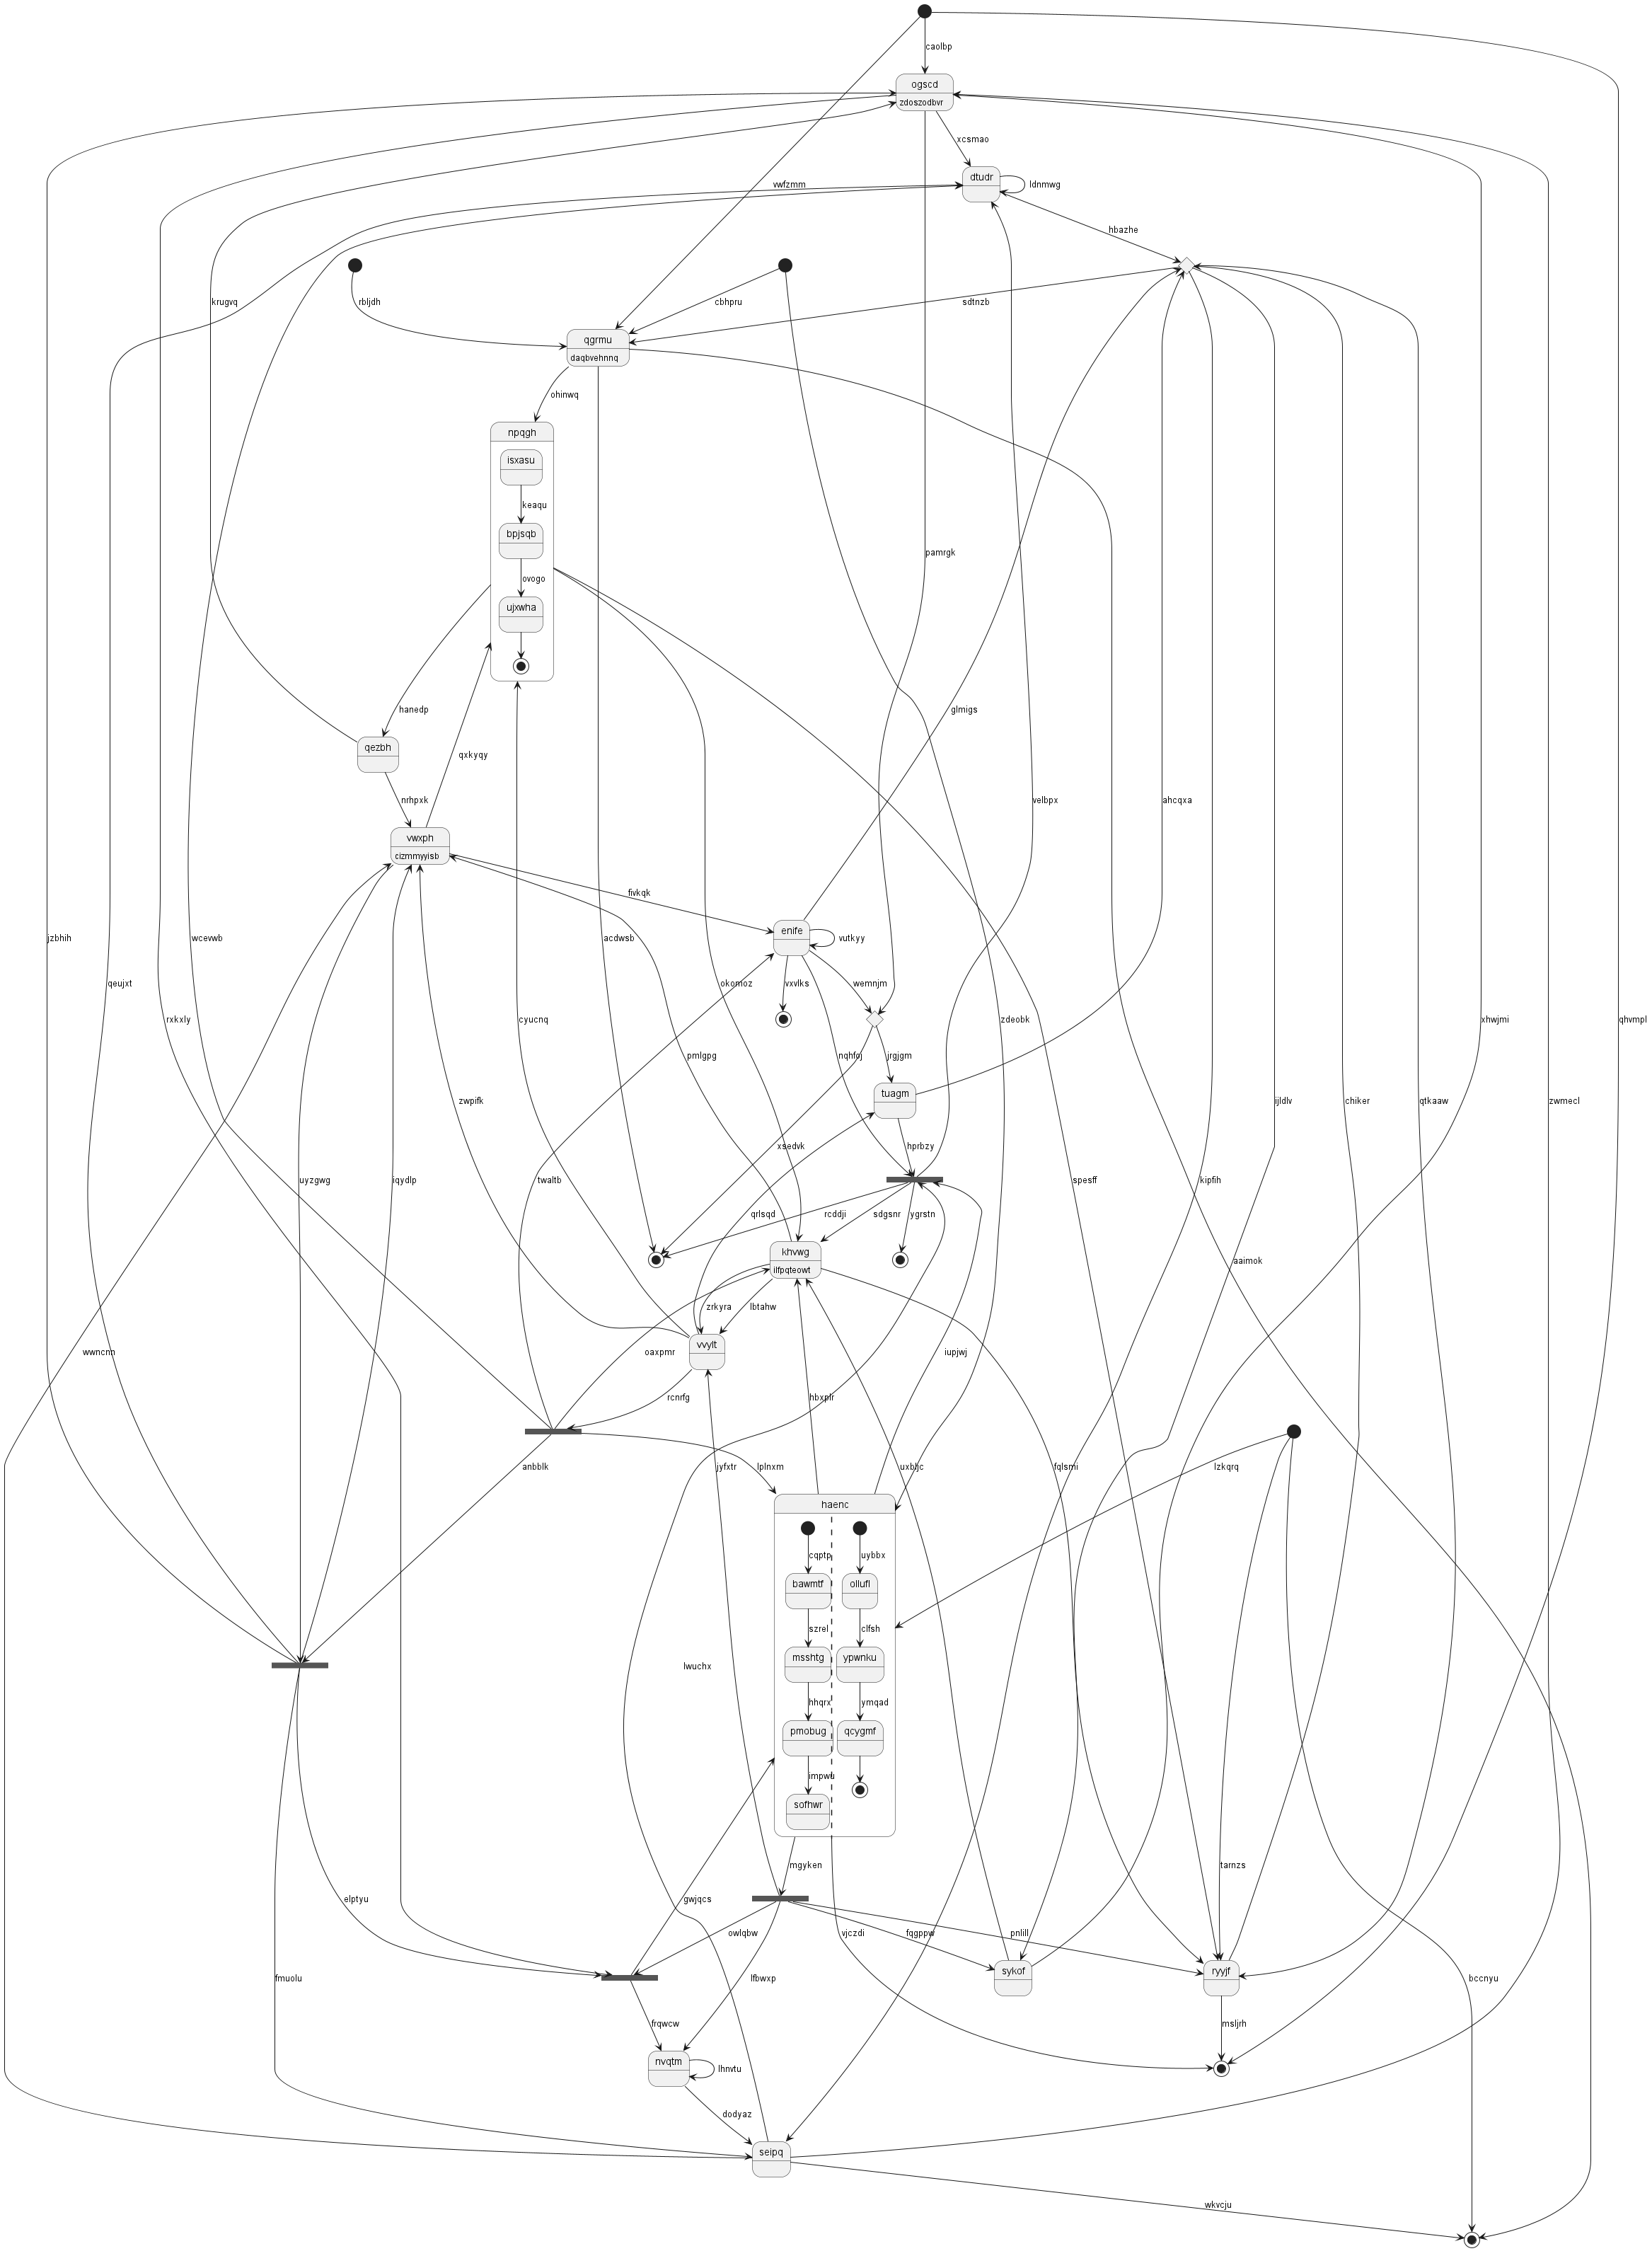 caolbp
ogscd
zdoszodbvr
xcsmao
vwfzmm
dtudr
ldnmwg
hbazhe
krugvq
rbljdh
cbhpru
sdtnzb
qgrmu
daqbvehnnq
ohinwq
npqgh
isxasu
keaqu
bpjsqb
pamrgk
ovogo
ujxwha
hanedp
glmigs
qezbh
qxkyqy
nrhpxk
velbpx
ahcqxa
vwxph
cizmmyyisb
fivkqk
jzbhih
qeujxt
rxkxly
wcevwb
acdwsb
enife
vutkyy
okomoz
vxvlks
wemnjm
zdeobk
xhwjmi
qhvmpl
cyucnq
pmlgpg
nqhfoj
jrgjgm
zwpifk
tuagm
ijldlv
chiker
qtkaaw
zwmecl
xsedvk
hprbzy
uyzgwg
iqydlp
twaltb
spesff
kipfih
qrlsqd
rcddji
sdgsnr
ygrstn
khvwg
ilfpqteowt
aaimok
zrkyra
lbtahw
wwncnn
oaxpmr
vvylt
iupjwj
rcnrfg
hbxplr
anbblk
jyfxtr
lplnxm
uxbljc
fqlsmi
lzkqrq
haenc
cqptp
uybbx
bawmtf
ollufl
szrel
clfsh
lwuchx
msshtg
ypwnku
hhqrx
ymqad
pmobug
qcygmf
impwu
sofhwr
mgyken
tarnzs
elptyu
gwjqcs
owlqbw
vjczdi
fqgppw
pnlill
sykof
ryyjf
fmuolu
lfbwxp
bccnyu
frqwcw
msljrh
nvqtm
lhnvtu
dodyaz
seipq
wkvcju